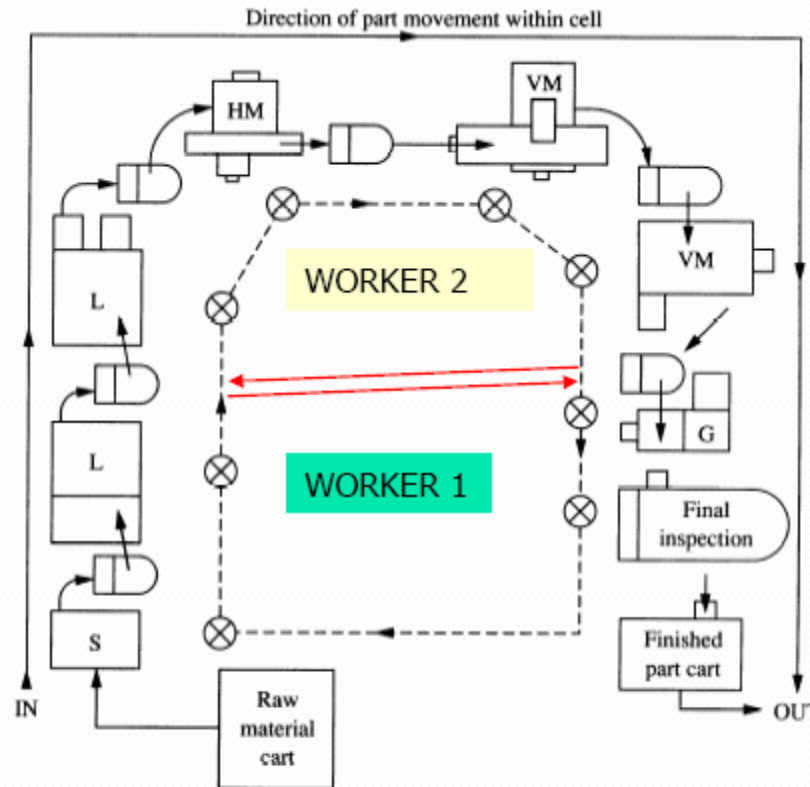 Direction of part movement within cell
HM
VM
L
WORKER 2
VM
L
WORKER 1
G
Final
inspection
S
Finished
part cart
IN
Raw
material
cart
OUT